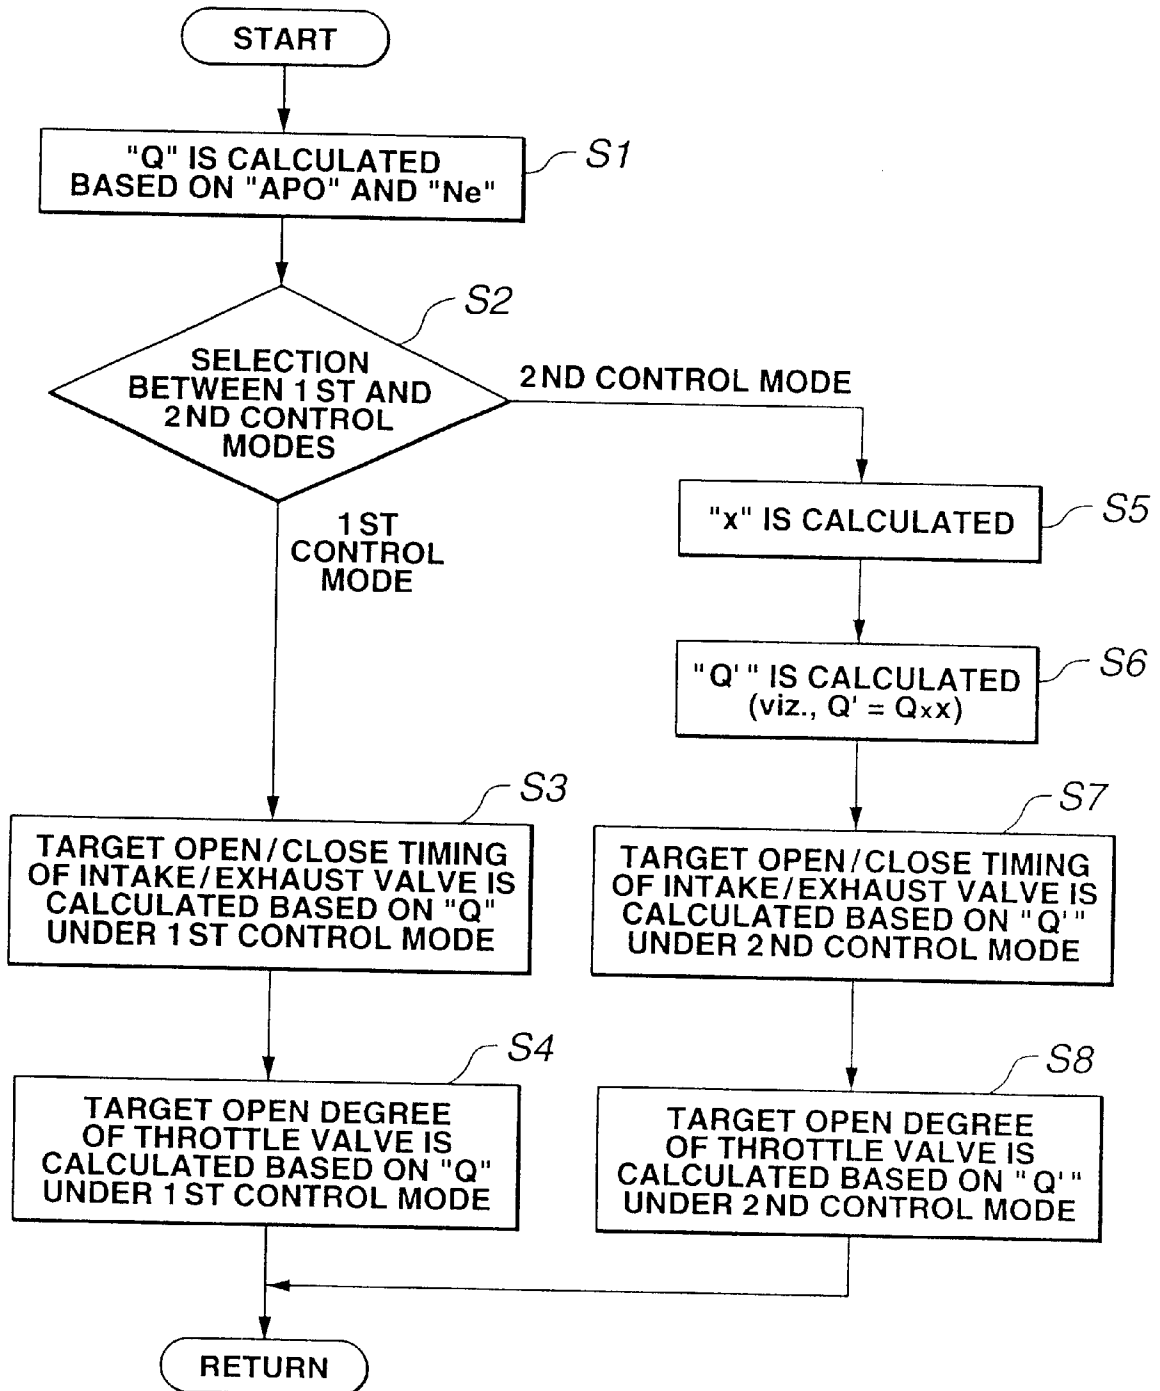 START
"Q" IS CALCULATED
BASED ON "APO" AND "Ne"
S1
S2
SELECTION
BETWEEN 1ST AND
2ND CONTROL
MODES
2ND CONTROL MODE
1ST
CONTROL
MODE
"x" IS CALCULATED
S5
"Q'" IS CALCULATED
(viz., Q' = Q×x)
S6
S3
TARGET OPEN/CLOSE TIMING
OF INTAKE/EXHAUST VALVE IS
CALCULATED BASED ON "Q"
UNDER 1ST CONTROL MODE
S7
TARGET OPEN/CLOSE TIMING
OF INTAKE/EXHAUST VALVE IS
CALCULATED BASED ON "Q'"
UNDER 2ND CONTROL MODE
S4
TARGET OPEN DEGREE
OF THROTTLE VALVE IS
CALCULATED BASED ON "Q"
UNDER 1ST CONTROL MODE
S8
TARGET OPEN DEGREE
OF THROTTLE VALVE IS
CALCULATED BASED ON "Q'"
UNDER 2ND CONTROL MODE
RETURN